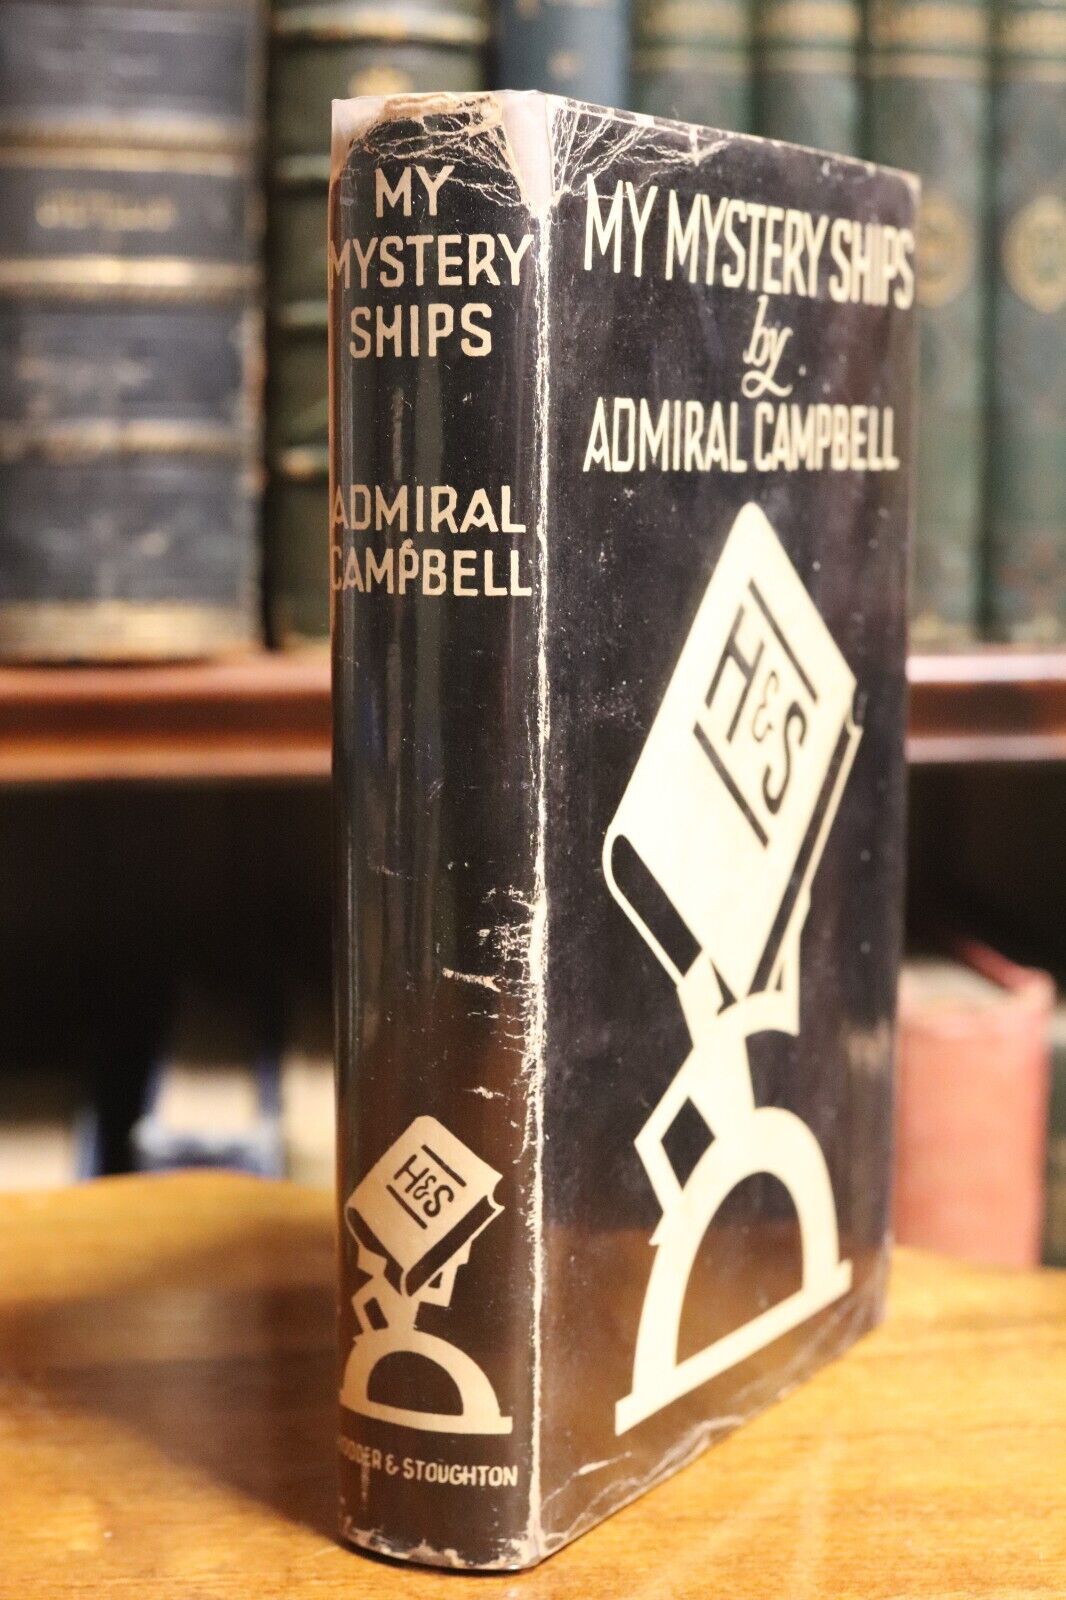 MY
MYSTERY
SHIPS
ADMIRAL
CAMPBELL
H&S
HODDER & STOUGHTON
MY MYSTERY SHIPS
by
ADMIRAL CAMPBELL
H&S